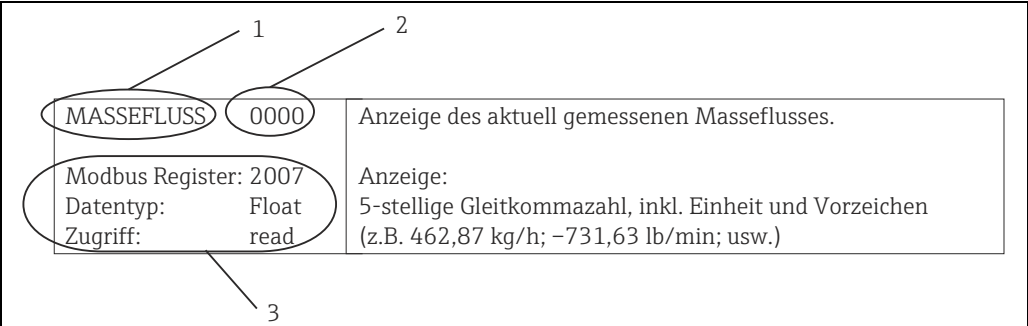 1 2
MASSEFLUSS 0000 Anzeige des aktuell gemessenen Masseflusses.
Modbus Register: 2007 Anzeige:
Datentyp: Float 5-stellige Gleitkommazahl, inkl. Einheit und Vorzeichen
Zugriff: read (z.B. 462,87 kg/h; –731,63 lb/min; usw.)
3